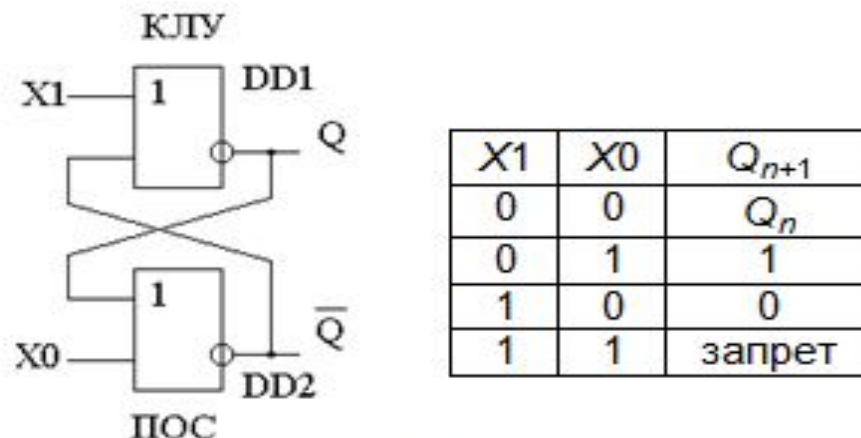 КЛУ
X1 1 DD1
Q
1
X0 Q̅
DD2
ПОС
X1 X0 Qn+1
0 0 Qn
0 1 1
1 0 0
1 1 запрет